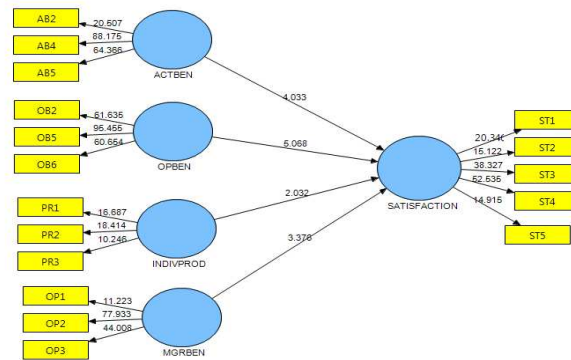 AB2
20.507
AB4
88.175
AB5
64.366
ACTBEN
4.033
OB2
61.635
OB5
95.455
OB6
60.654
OPBEN
5.068
PR1
16.687
PR2
18.414
PR3
10.246
INDIVPROD
2.032
OP1
11.223
OP2
77.933
OP3
44.008
MGRBEN
3.378
SATISFACTION
20.346
ST1
15.122
ST2
38.327
ST3
52.535
ST4
14.915
ST5